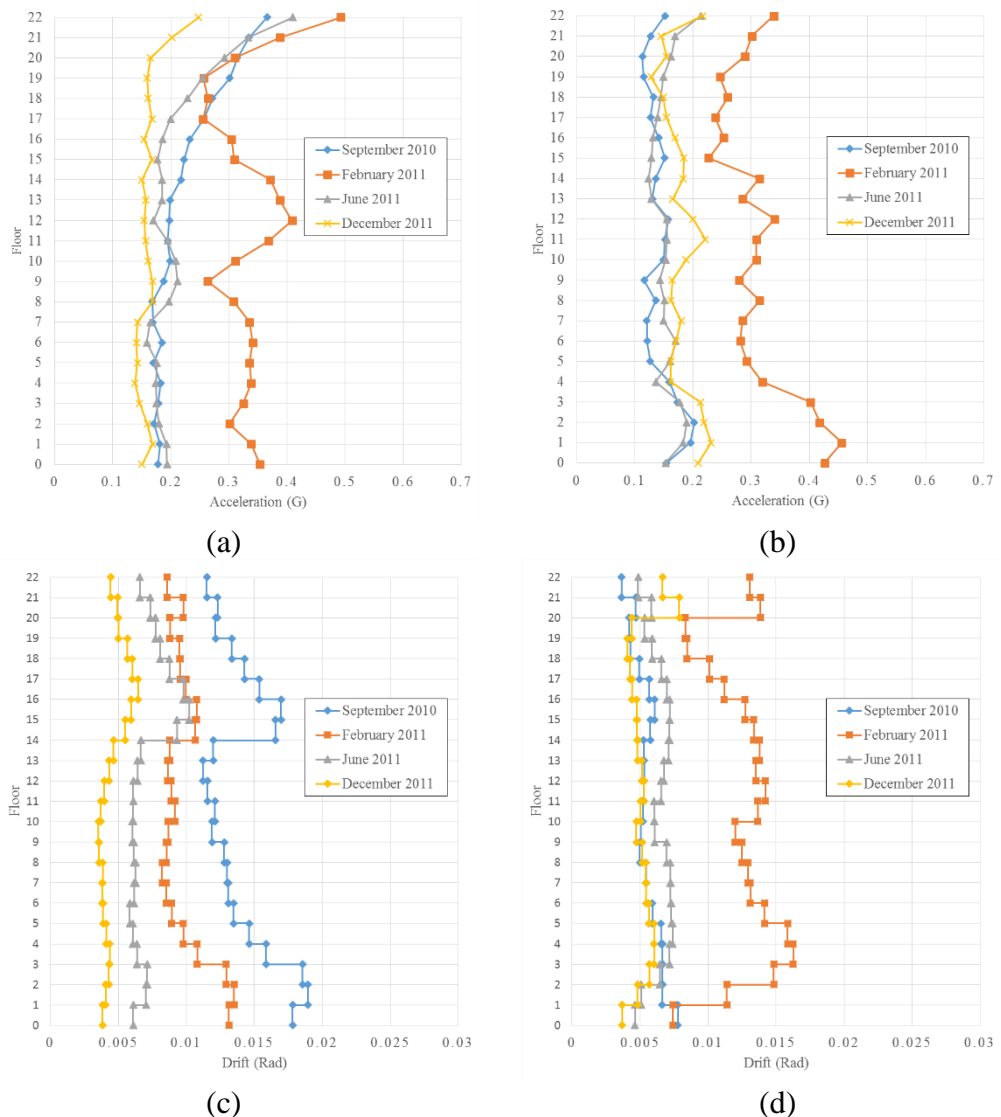 22
21
20
19
18
17
16
15
14
13
12
11
10
9
8
7
6
5
4
3
2
1
0
Floor
September 2010
February 2011
June 2011
December 2011
0 0.1 0.2 0.3 0.4 0.5 0.6 0.7
Acceleration (G)
(a)
22
21
20
19
18
17
16
15
14
13
12
11
10
9
8
7
6
5
4
3
2
1
0
Floor
September 2010
February 2011
June 2011
December 2011
0 0.1 0.2 0.3 0.4 0.5 0.6 0.7
Acceleration (G)
(b)
22
21
20
19
18
17
16
15
14
13
12
11
10
9
8
7
6
5
4
3
2
1
0
Floor
September 2010
February 2011
June 2011
December 2011
0 0.005 0.01 0.015 0.02 0.025 0.03
Drift (Rad)
(c)
22
21
20
19
18
17
16
15
14
13
12
11
10
9
8
7
6
5
4
3
2
1
0
Floor
September 2010
February 2011
June 2011
December 2011
0 0.005 0.01 0.015 0.02 0.025 0.03
Drift (Rad)
(d)